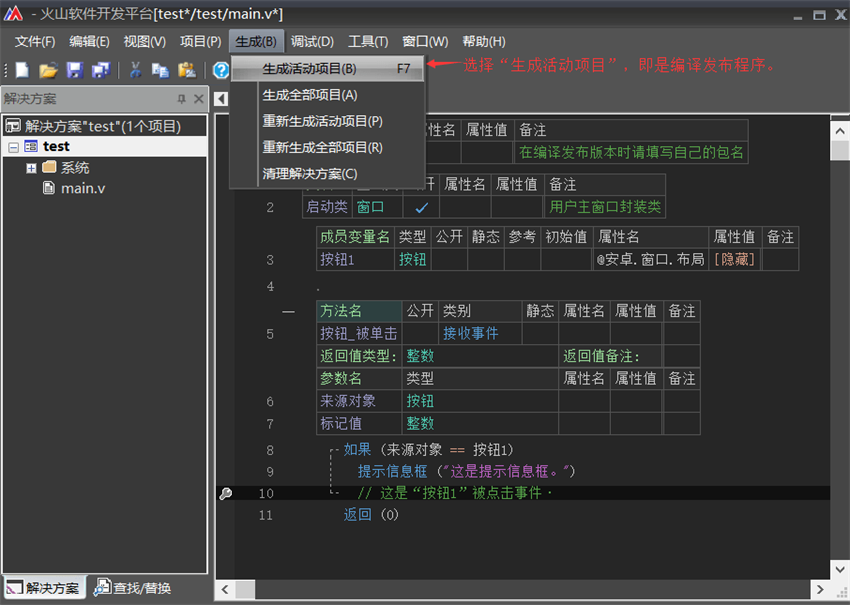 - 火山软件开发平台[test*/test/main.v*]
文件(F) 编辑(E) 视图(V) 项目(P) 生成(B) 调试(D) 工具(T) 窗口(W) 帮助(H)
生成活动项目(B) F7
选择“生成活动项目”，即是编译发布程序。
生成全部项目(A)
重新生成活动项目(P)
重新生成全部项目(R)
清理解决方案(C)
解决方案
解决方案"test"(1个项目)
test
系统
main.v
性名 属性值 备注
在编译发布版本时请填写自己的包名
开 属性名 属性值 备注
2 启动类 窗口 用户主窗口封装类
成员变量名 类型 公开 静态 参考 初始值 属性名 属性值 备注
3 按钮1 按钮 @安卓.窗口.布局 [隐藏]
4 .
方法名 公开 类别 静态 属性名 属性值 备注
5 按钮_被单击 接收事件
返回值类型: 整数 返回值备注:
参数名 类型 属性名 属性值 备注
6 来源对象 按钮
7 标记值 整数
8 如果 (来源对象 == 按钮1)
9 提示信息框 ("这是提示信息框。")
10 // 这是“按钮1”被点击事件·
11 返回 (0)
解决方案 查找/替换